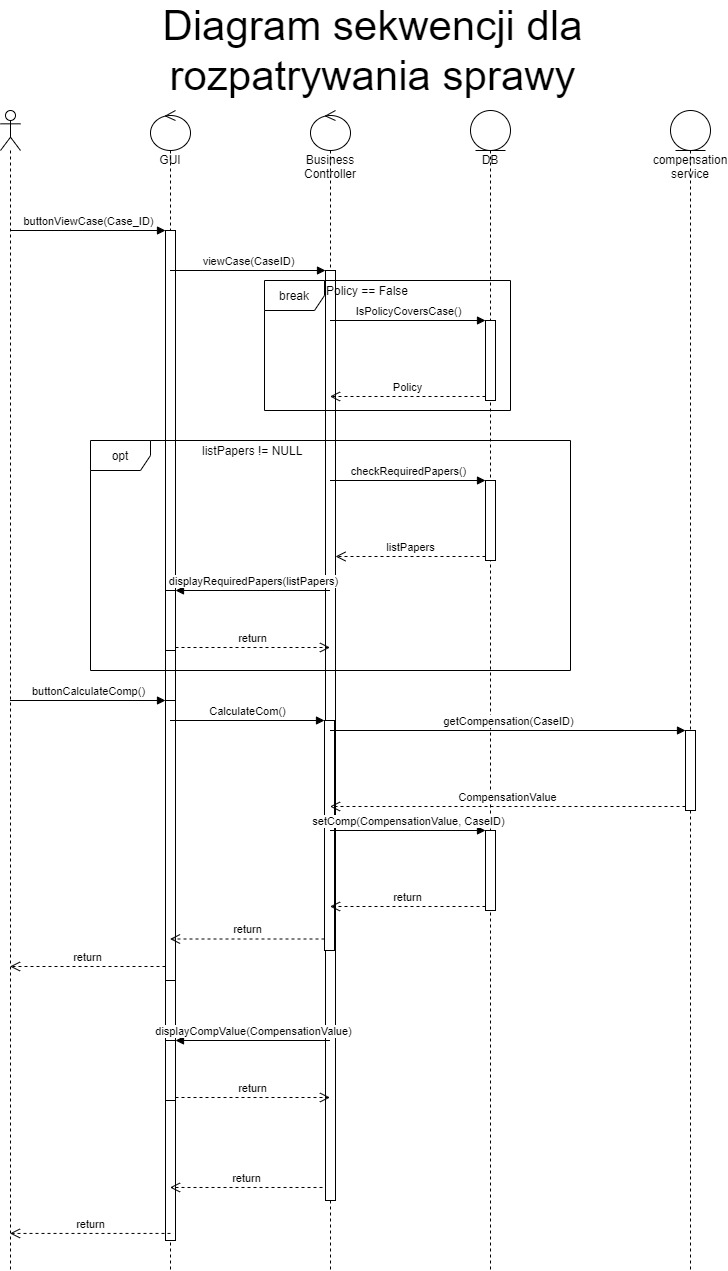 Diagram sekwencji dla
rozpatrywania sprawy
GUI
Business
Controller
DB
compensation
service
buttonViewCase(Case_ID)
viewCase(CaseID)
break
Policy == False
IsPolicyCoversCase()
Policy
opt
listPapers != NULL
checkRequiredPapers()
listPapers
displayRequiredPapers(listPapers)
return
buttonCalculateComp()
CalculateCom()
getCompensation(CaseID)
CompensationValue
setComp(CompensationValue, CaseID)
return
return
return
displayCompValue(CompensationValue)
return
return
return